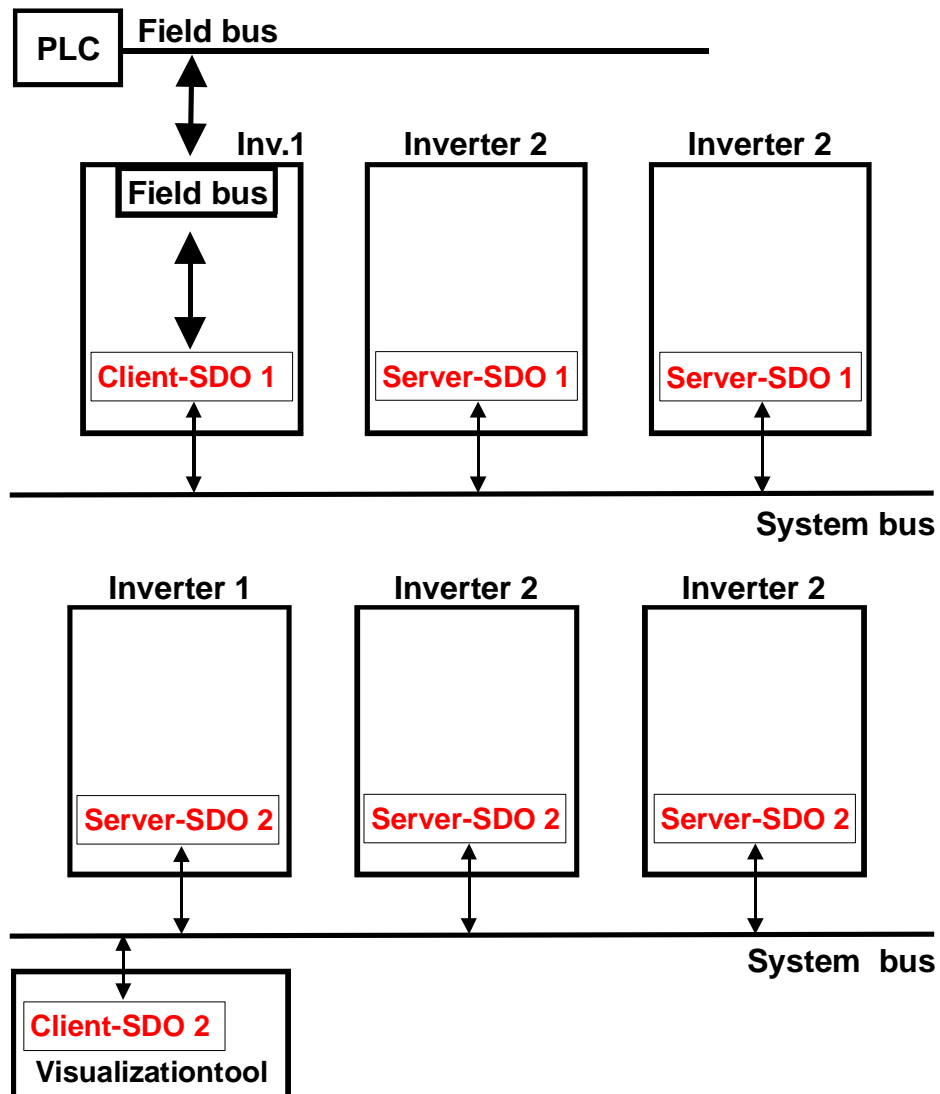 PLC
Field bus
Inv.1
Inverter 2
Inverter 2
Field bus
Client-SDO 1
Server-SDO 1
Server-SDO 1
System bus
Inverter 1
Inverter 2
Inverter 2
Server-SDO 2
Server-SDO 2
Server-SDO 2
System bus
Client-SDO 2
Visualizationtool